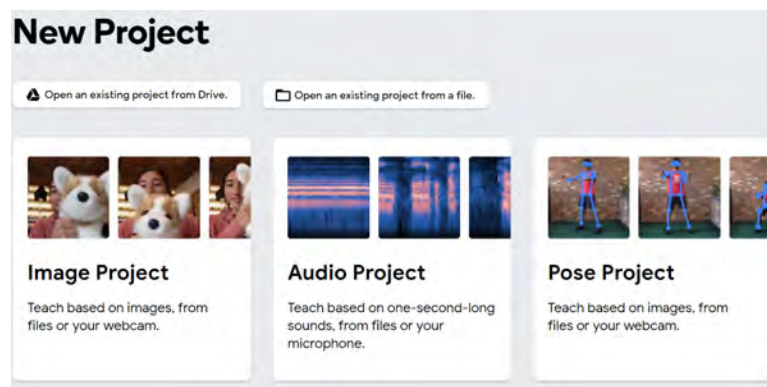 New Project
Open an existing project from Drive.
Open an existing project from a file.
Image Project
Teach based on images, from
files or your webcam.
Audio Project
Teach based on one-second-long
sounds, from files or your
microphone.
Pose Project
Teach based on images, from
files or your webcam.